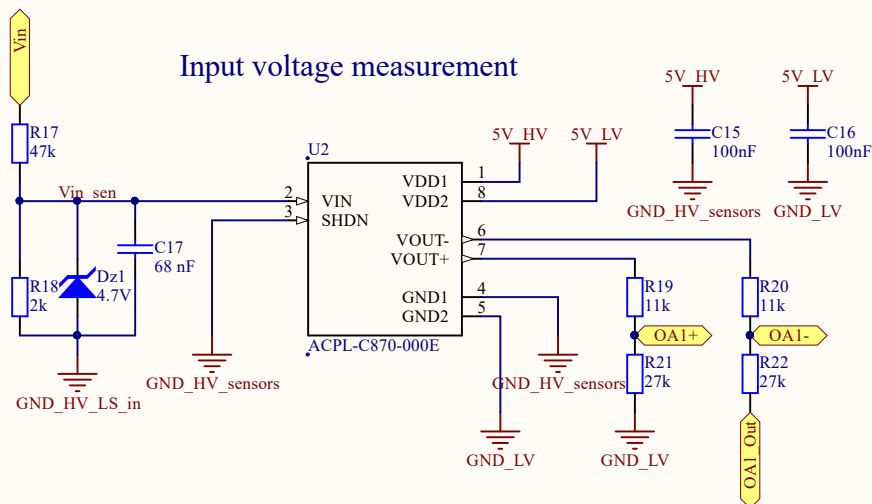 Vin
Input voltage measurement
R17
47k
Vin_sen
R18
2k
Dz1
4.7V
C17
68 nF
GND_HV_LS_in
U2
2
VIN
3
SHDN
VDD1
1
VDD2
8
VOUT-
6
VOUT+
7
GND1
4
GND2
5
ACPL-C870-000E
GND_HV_sensors
5V_HV
5V_LV
GND_HV_sensors
GND_LV
R19
11k
OA1+
R21
27k
GND_LV
R20
11k
OA1-
R22
27k
OA1_Out
5V_HV
C15
100nF
GND_HV_sensors
5V_LV
C16
100nF
GND_LV